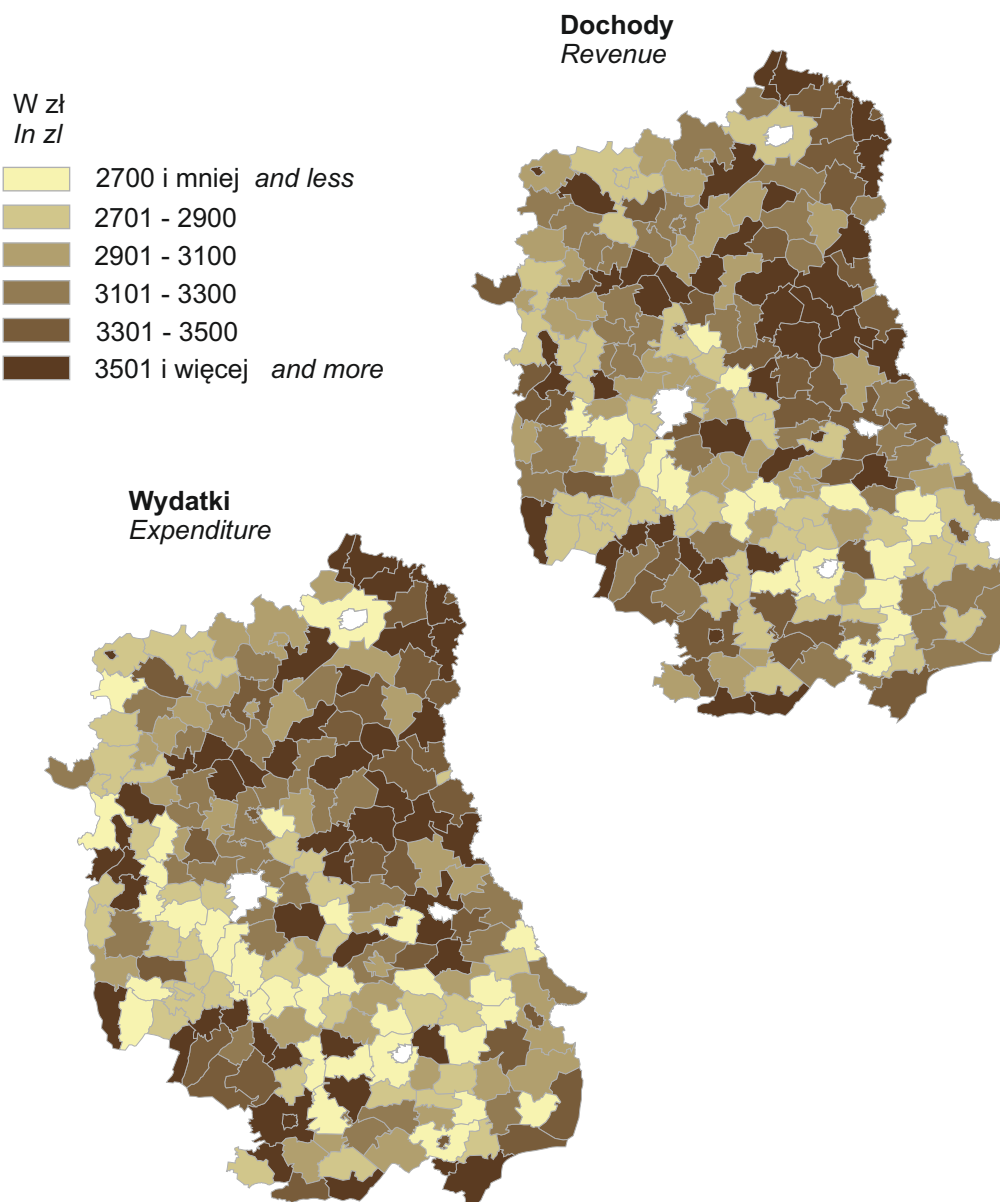 Dochody
Revenue
W zł
In zl
2700 i mniej and less
2701 - 2900
2901 - 3100
3101 - 3300
3301 - 3500
3501 i więcej and more
Wydatki
Expenditure